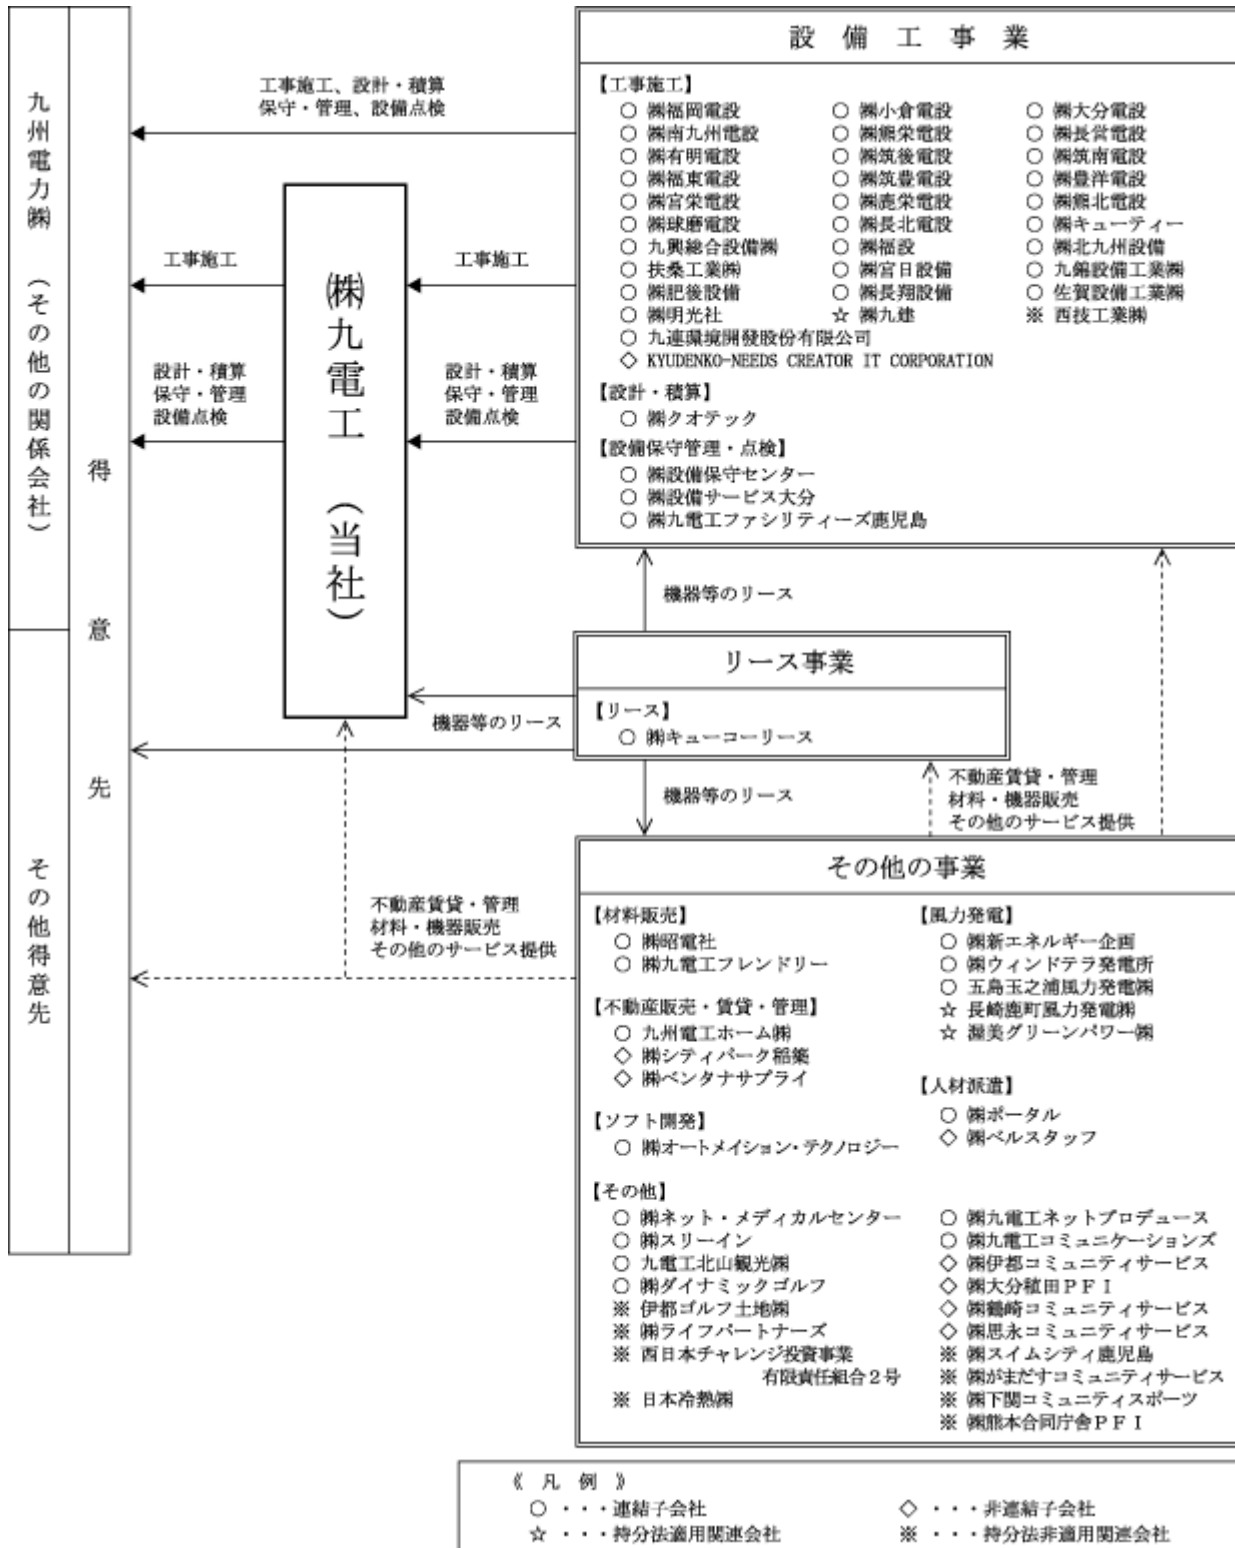 九州電力㈱ (その他の関係会社)
その他得意先
得意先
工事施工、設計・積算
保守・管理、設備点検
工事施工
設計・積算
保守・管理
設備点検
㈱九電工 (当社)
工事施工
設計・積算
保守・管理
設備点検
設備工事業
【工事施工】
○ ㈱福岡電設 ○ ㈱小倉電設 ○ ㈱大分電設
○ ㈱南九州電設 ○ ㈱熊栄電設 ○ ㈱長営電設
○ ㈱有明電設 ○ ㈱筑後電設 ○ ㈱筑南電設
○ ㈱福東電設 ○ ㈱筑豊電設 ○ ㈱豊洋電設
○ ㈱宮栄電設 ○ ㈱鹿栄電設 ○ ㈱熊北電設
○ ㈱球磨電設 ○ ㈱長北電設 ○ ㈱キューティー
○ 九興総合設備㈱ ○ ㈱福設 ○ ㈱北九州設備
○ 扶桑工業㈱ ○ ㈱宮日設備 ○ 九錦設備工業㈱
○ ㈱肥後設備 ○ ㈱長翔設備 ○ 佐賀設備工業㈱
○ ㈱明光社 ☆ ㈱九建 ※ 西技工業㈱
○ 九連環境開發股份有限公司
◇ KYUDENKO-NEEDS CREATOR IT CORPORATION
【設計・積算】
○ ㈱クオテック
【設備保守管理・点検】
○ ㈱設備保守センター
○ ㈱設備サービス大分
○ ㈱九電工ファシリティーズ鹿児島
機器等のリース
リース事業
【リース】
○ ㈱キューコーリース
機器等のリース
機器等のリース
不動産賃貸・管理
材料・機器販売
その他のサービス提供
不動産賃貸・管理
材料・機器販売
その他のサービス提供
その他の事業
【材料販売】
○ ㈱昭電社
○ ㈱九電工フレンドリー
【不動産販売・賃貸・管理】
○ 九州電工ホーム㈱
◇ ㈱シティパーク稲築
◇ ㈱ベンタナサプライ
【ソフト開発】
○ ㈱オートメイション・テクノロジー
【風力発電】
○ ㈱新エネルギー企画
○ ㈱ウィンドテラ発電所
○ 五島玉之浦風力発電㈱
☆ 長崎鹿町風力発電㈱
☆ 渥美グリーンパワー㈱
【人材派遣】
○ ㈱ポータル
◇ ㈱ベルスタッフ
【その他】
○ ㈱ネット・メディカルセンター
○ ㈱スリーイン
○ 九電工北山観光㈱
○ ㈱ダイナミックゴルフ
※ 伊都ゴルフ土地㈱
※ ㈱ライフパートナーズ
※ 西日本チャレンジ投資事業
有限責任組合2号
※ 日本冷熱㈱
○ ㈱九電工ネットプロデュース
○ ㈱九電工コミュニケーションズ
◇ ㈱伊都コミュニティサービス
◇ ㈱大分稙田PFI
◇ ㈱鶴崎コミュニティサービス
◇ ㈱思永コミュニティサービス
※ ㈱スイムシティ鹿児島
※ ㈱がまだすコミュニティサービス
※ ㈱下関コミュニティスポーツ
※ ㈱熊本合同庁舎PFI
《 凡 例 》
○ ・・・連結子会社 ◇ ・・・非連結子会社
☆ ・・・持分法適用関連会社 ※ ・・・持分法非適用関連会社